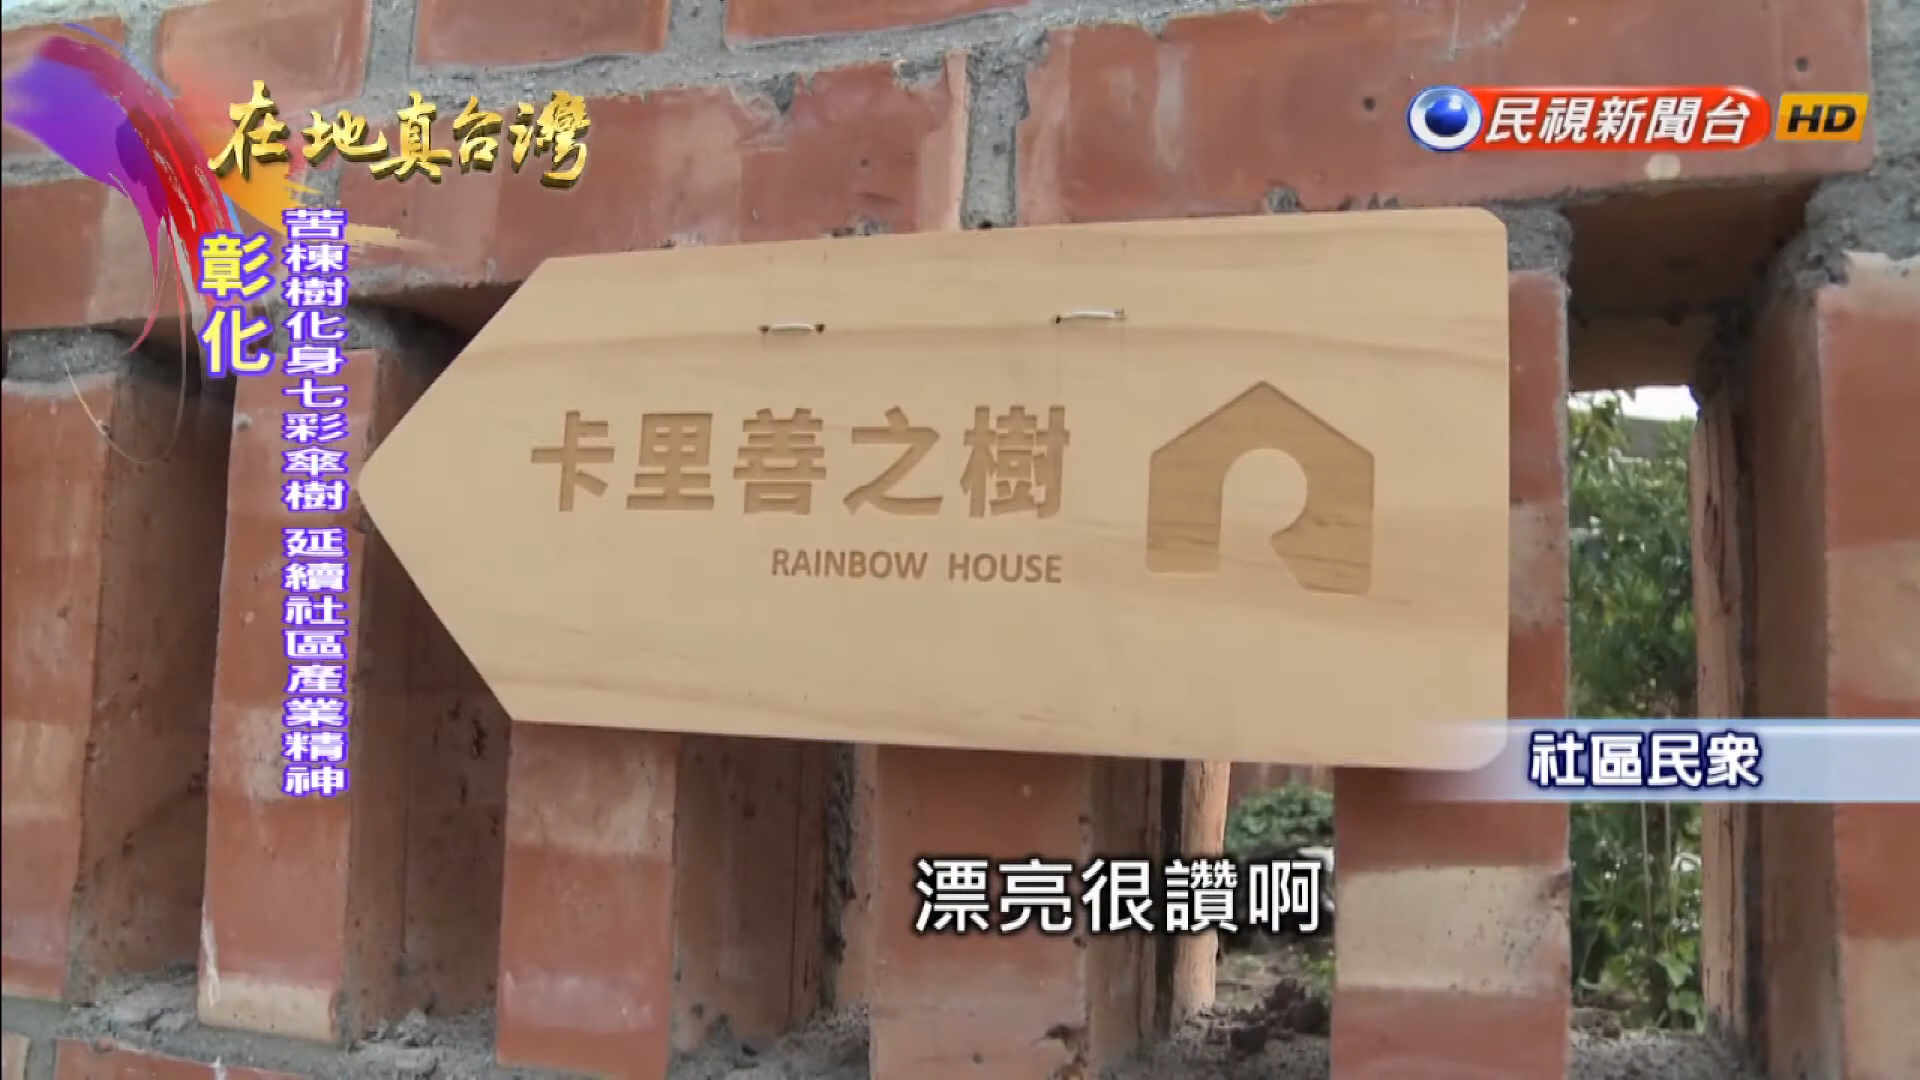 在地真台灣
民視新聞台 HD
彰化
苦楝樹化身七彩傘樹 延續社區產業精神
卡里善之樹
RAINBOW HOUSE
社區民衆
漂亮很讚啊